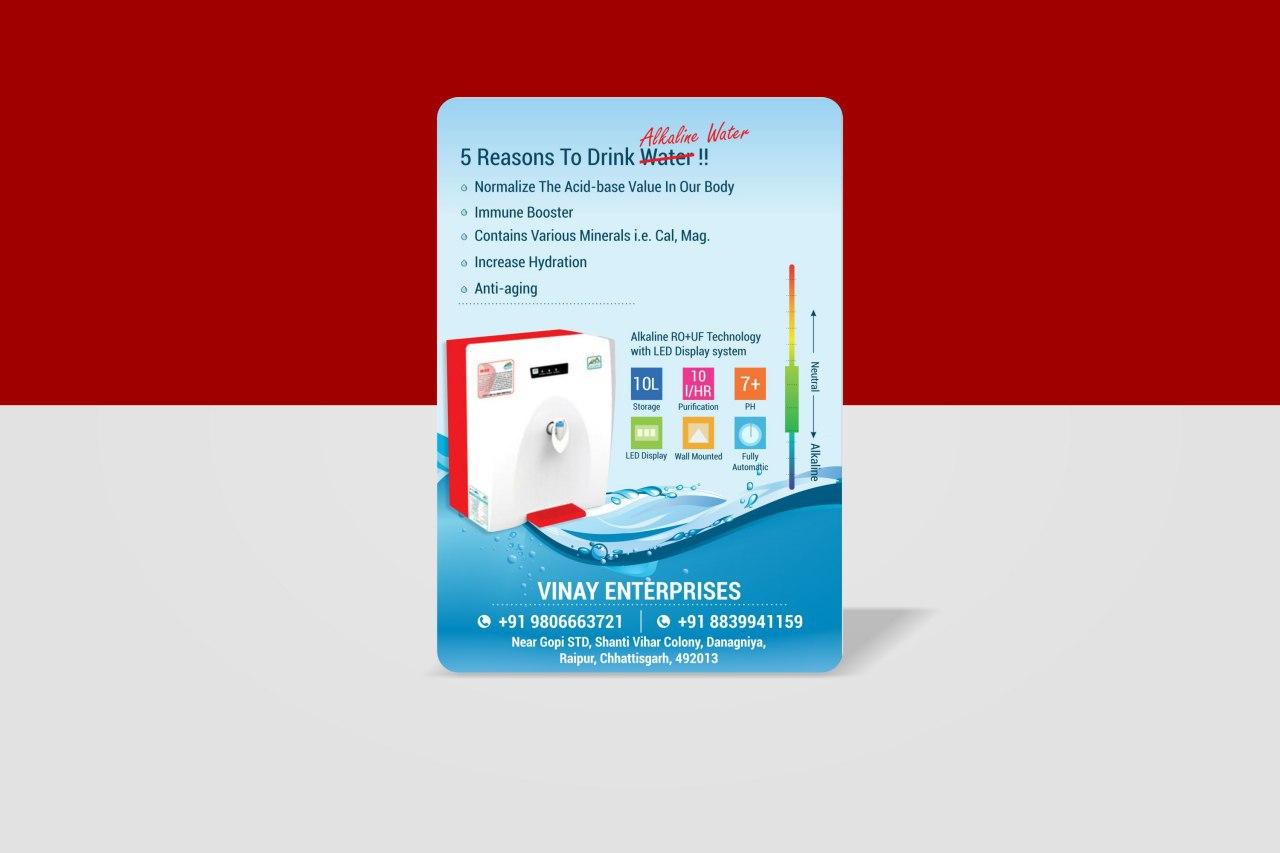 Alkaline Water
5 Reasons To Drink Water !!
Normalize The Acid-base Value In Our Body
Immune Booster
Contains Various Minerals i.e. Cal, Mag.
Increase Hydration
Anti-aging
Alkaline RO+UF Technology
with LED Display system
10L
10
l/HR
7+
Storage
Purification
PH
LED Display
Wall Mounted
Fully
Automatic
Neutral
Alkaline
VINAY ENTERPRISES
+91 9806663721
+91 8839941159
Near Gopi STD, Shanti Vihar Colony, Danagniya,
Raipur, Chhattisgarh, 492013